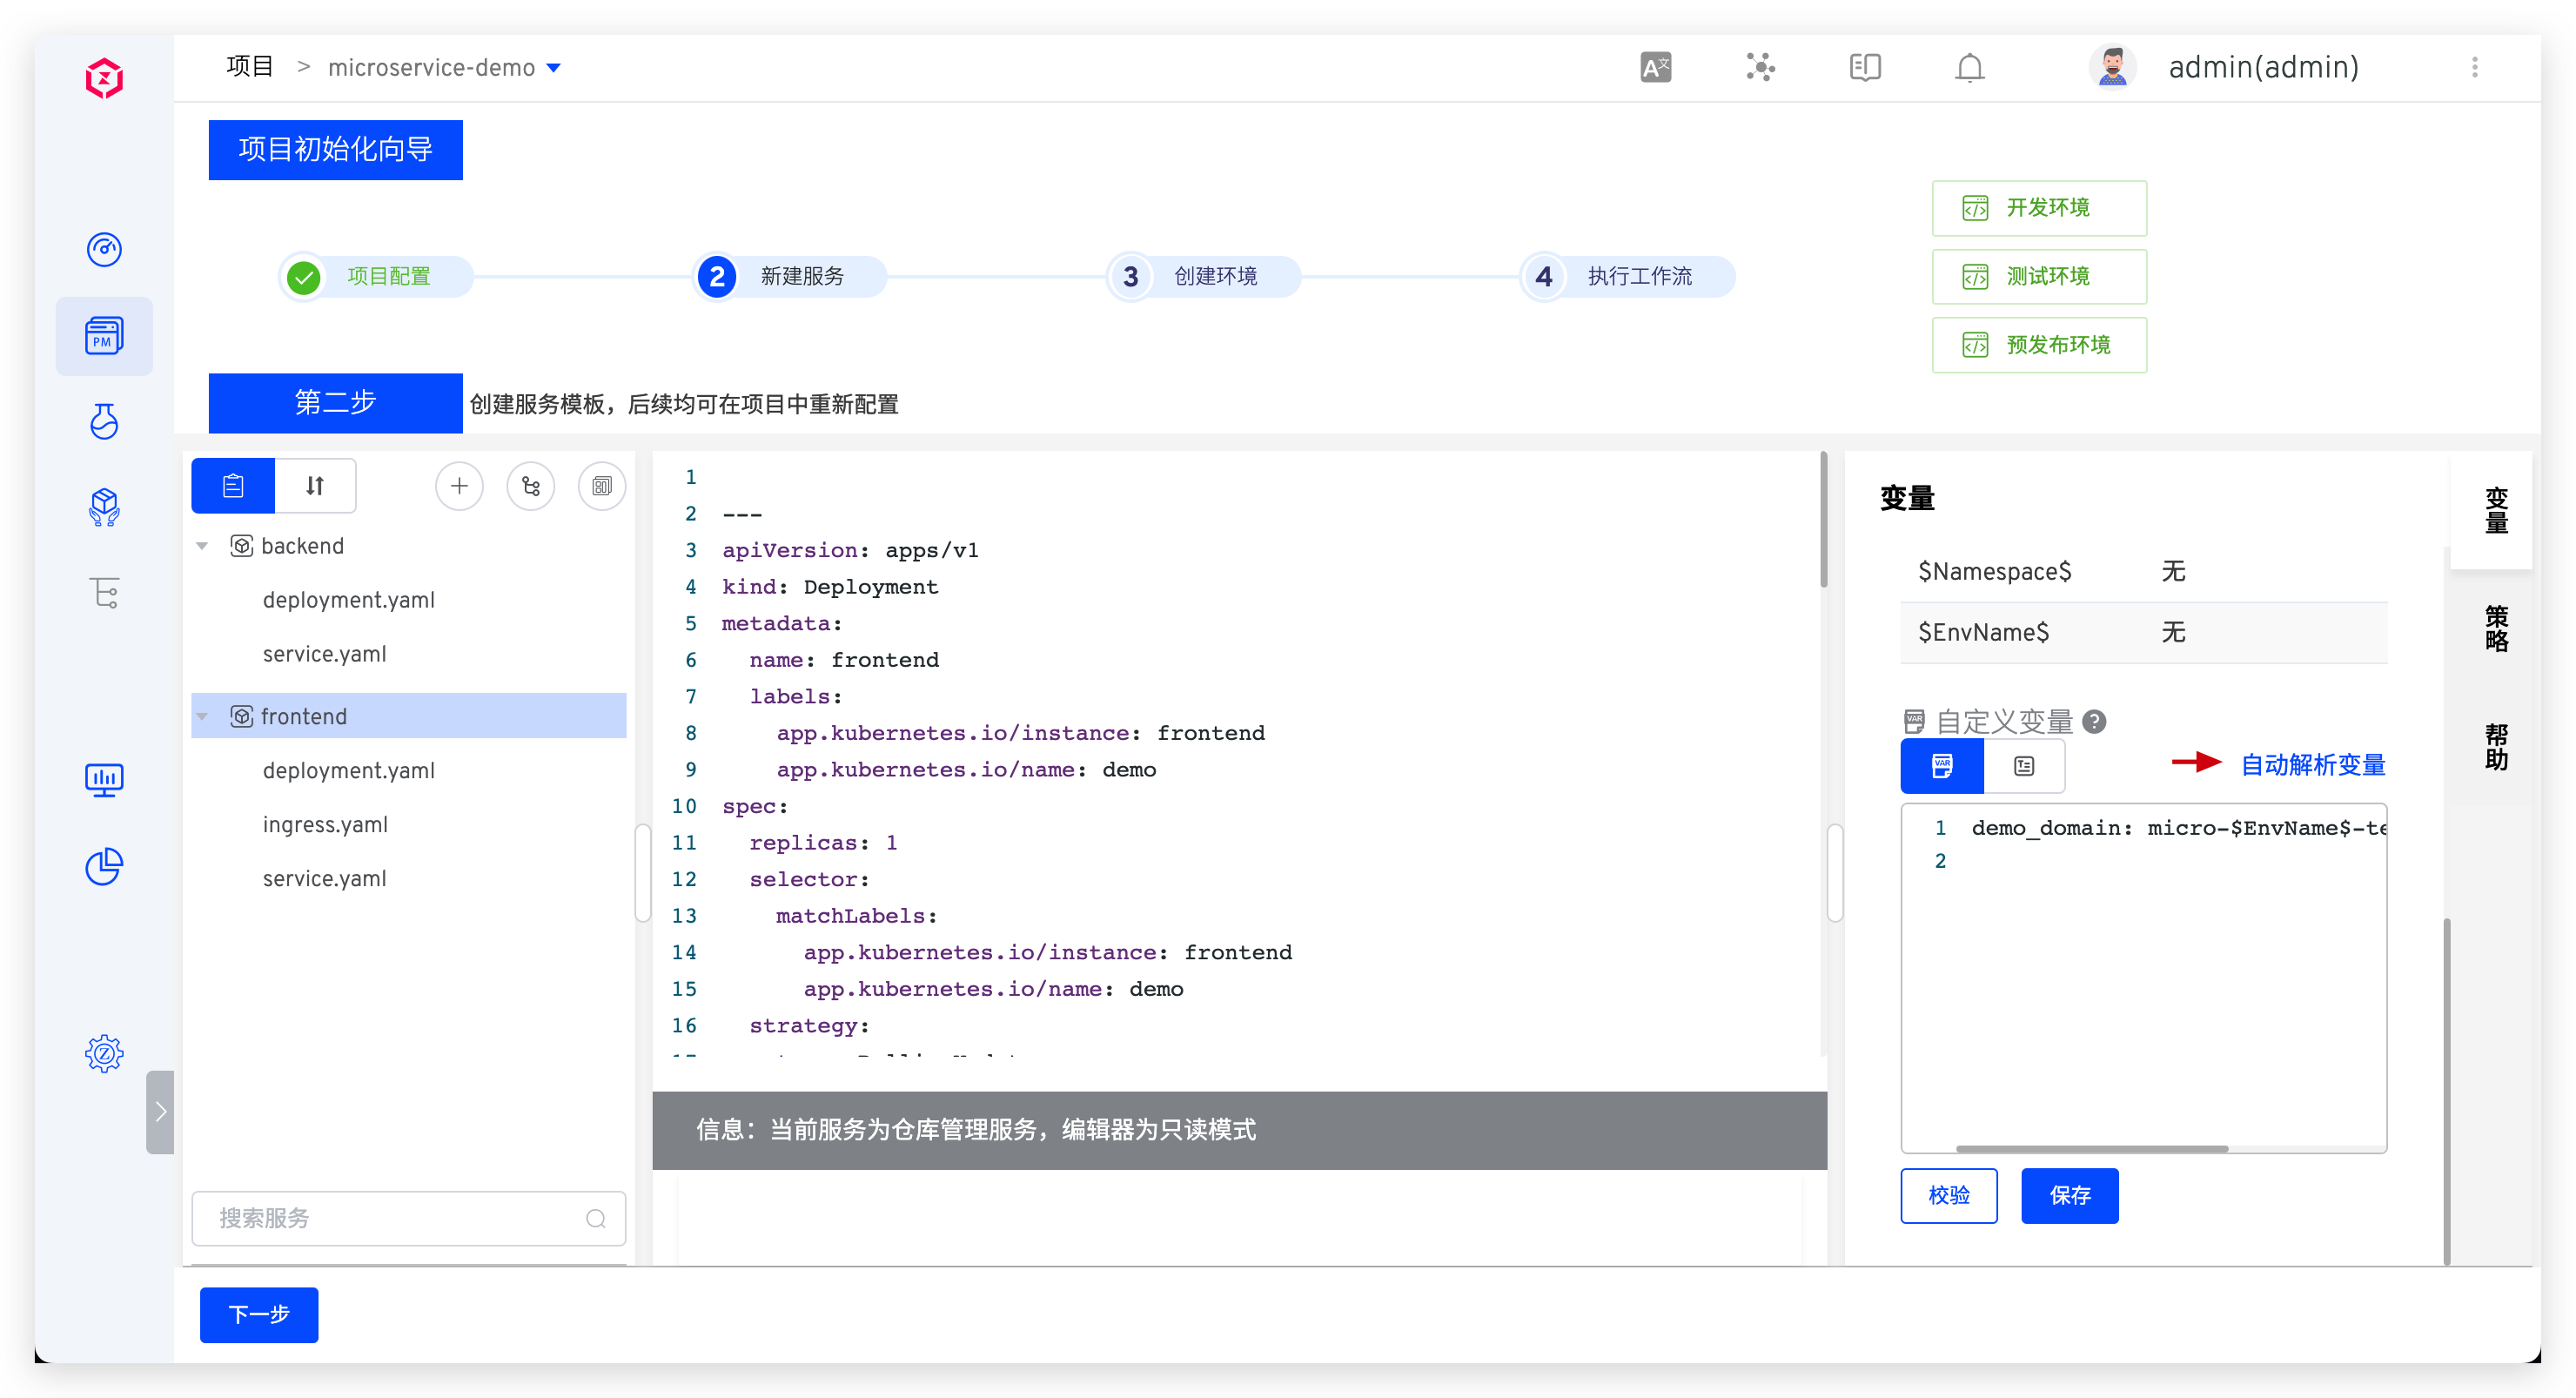 项目 > microservice-demo
admin(admin)
项目初始化向导
项目配置
2 新建服务
3 创建环境
4 执行工作流
开发环境
测试环境
预发布环境
PM
第二步 创建服务模板，后续均可在项目中重新配置
backend
deployment.yaml
service.yaml
frontend
deployment.yaml
ingress.yaml
service.yaml
搜索服务
1
2 ---
3 apiVersion: apps/v1
4 kind: Deployment
5 metadata:
6 name: frontend
7 labels:
8 app.kubernetes.io/instance: frontend
9 app.kubernetes.io/name: demo
10 spec:
11 replicas: 1
12 selector:
13 matchLabels:
14 app.kubernetes.io/instance: frontend
15 app.kubernetes.io/name: demo
16 strategy:
信息：当前服务为仓库管理服务，编辑器为只读模式
变量
$Namespace$ 无
$EnvName$ 无
自定义变量
自动解析变量
1 demo_domain: micro-$EnvName$-te
2
校验
保存
变量
策略
帮助
下一步